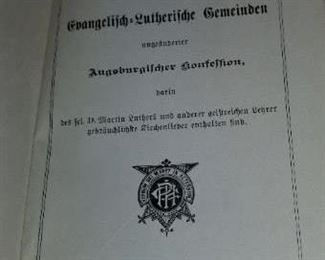 Evangelisch=Lutherische Gemeinden
ungeänderter
Augsburgischer Konfession,
darin
des sel. D. Martin Luthers und anderer geistreichen Lehrer
gebräuchlichste Kirchenlieder enthalten sind.